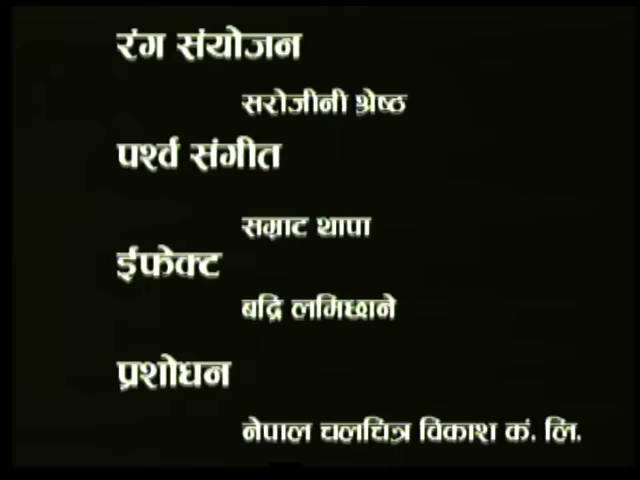 रंग संयोजन
सरोजीनी श्रेष्ठ
पर्श्व संगीत
सम्राट थापा
ईफेक्ट
बद्रि लमिछाने
प्रशोधन
नेपाल चलचित्र विकाश कं. लि.